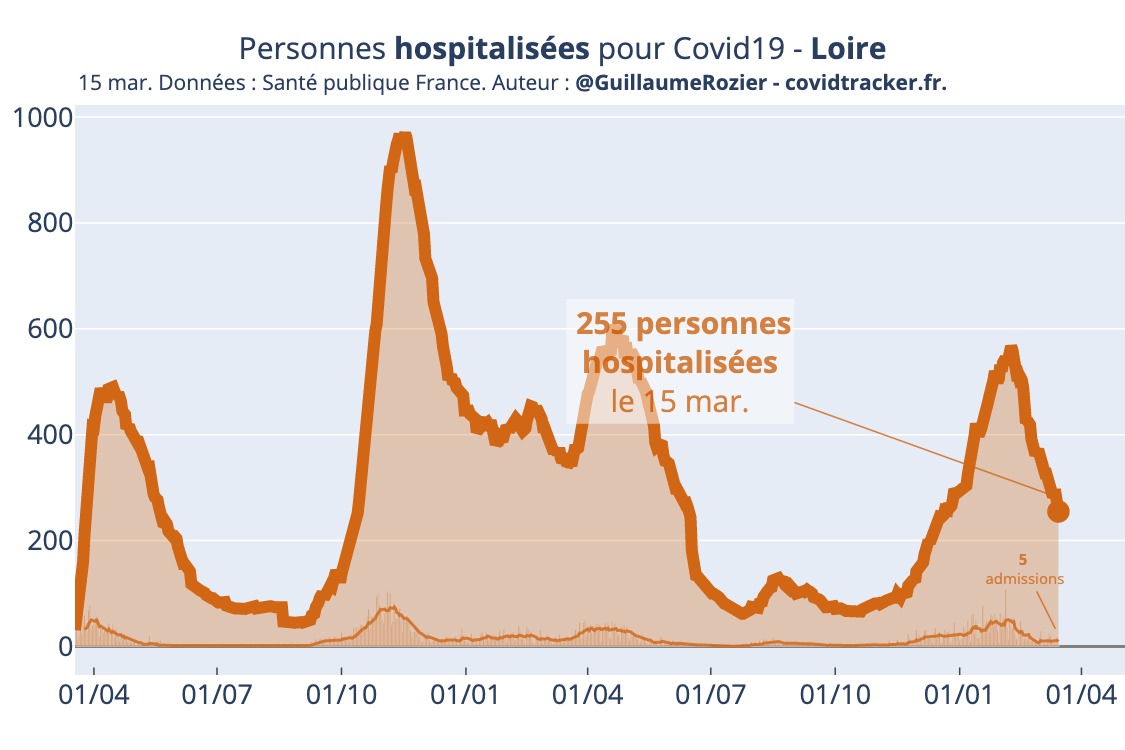 Personnes hospitalisées pour Covid19 - Loire
15 mar. Données : Santé publique France. Auteur : @GuillaumeRozier - covidtracker.fr.
1000
800
600
400
200
0
255 personnes
hospitalisées
le 15 mar.
5
admissions
01/04
01/07
01/10
01/01
01/04
01/07
01/10
01/01
01/04